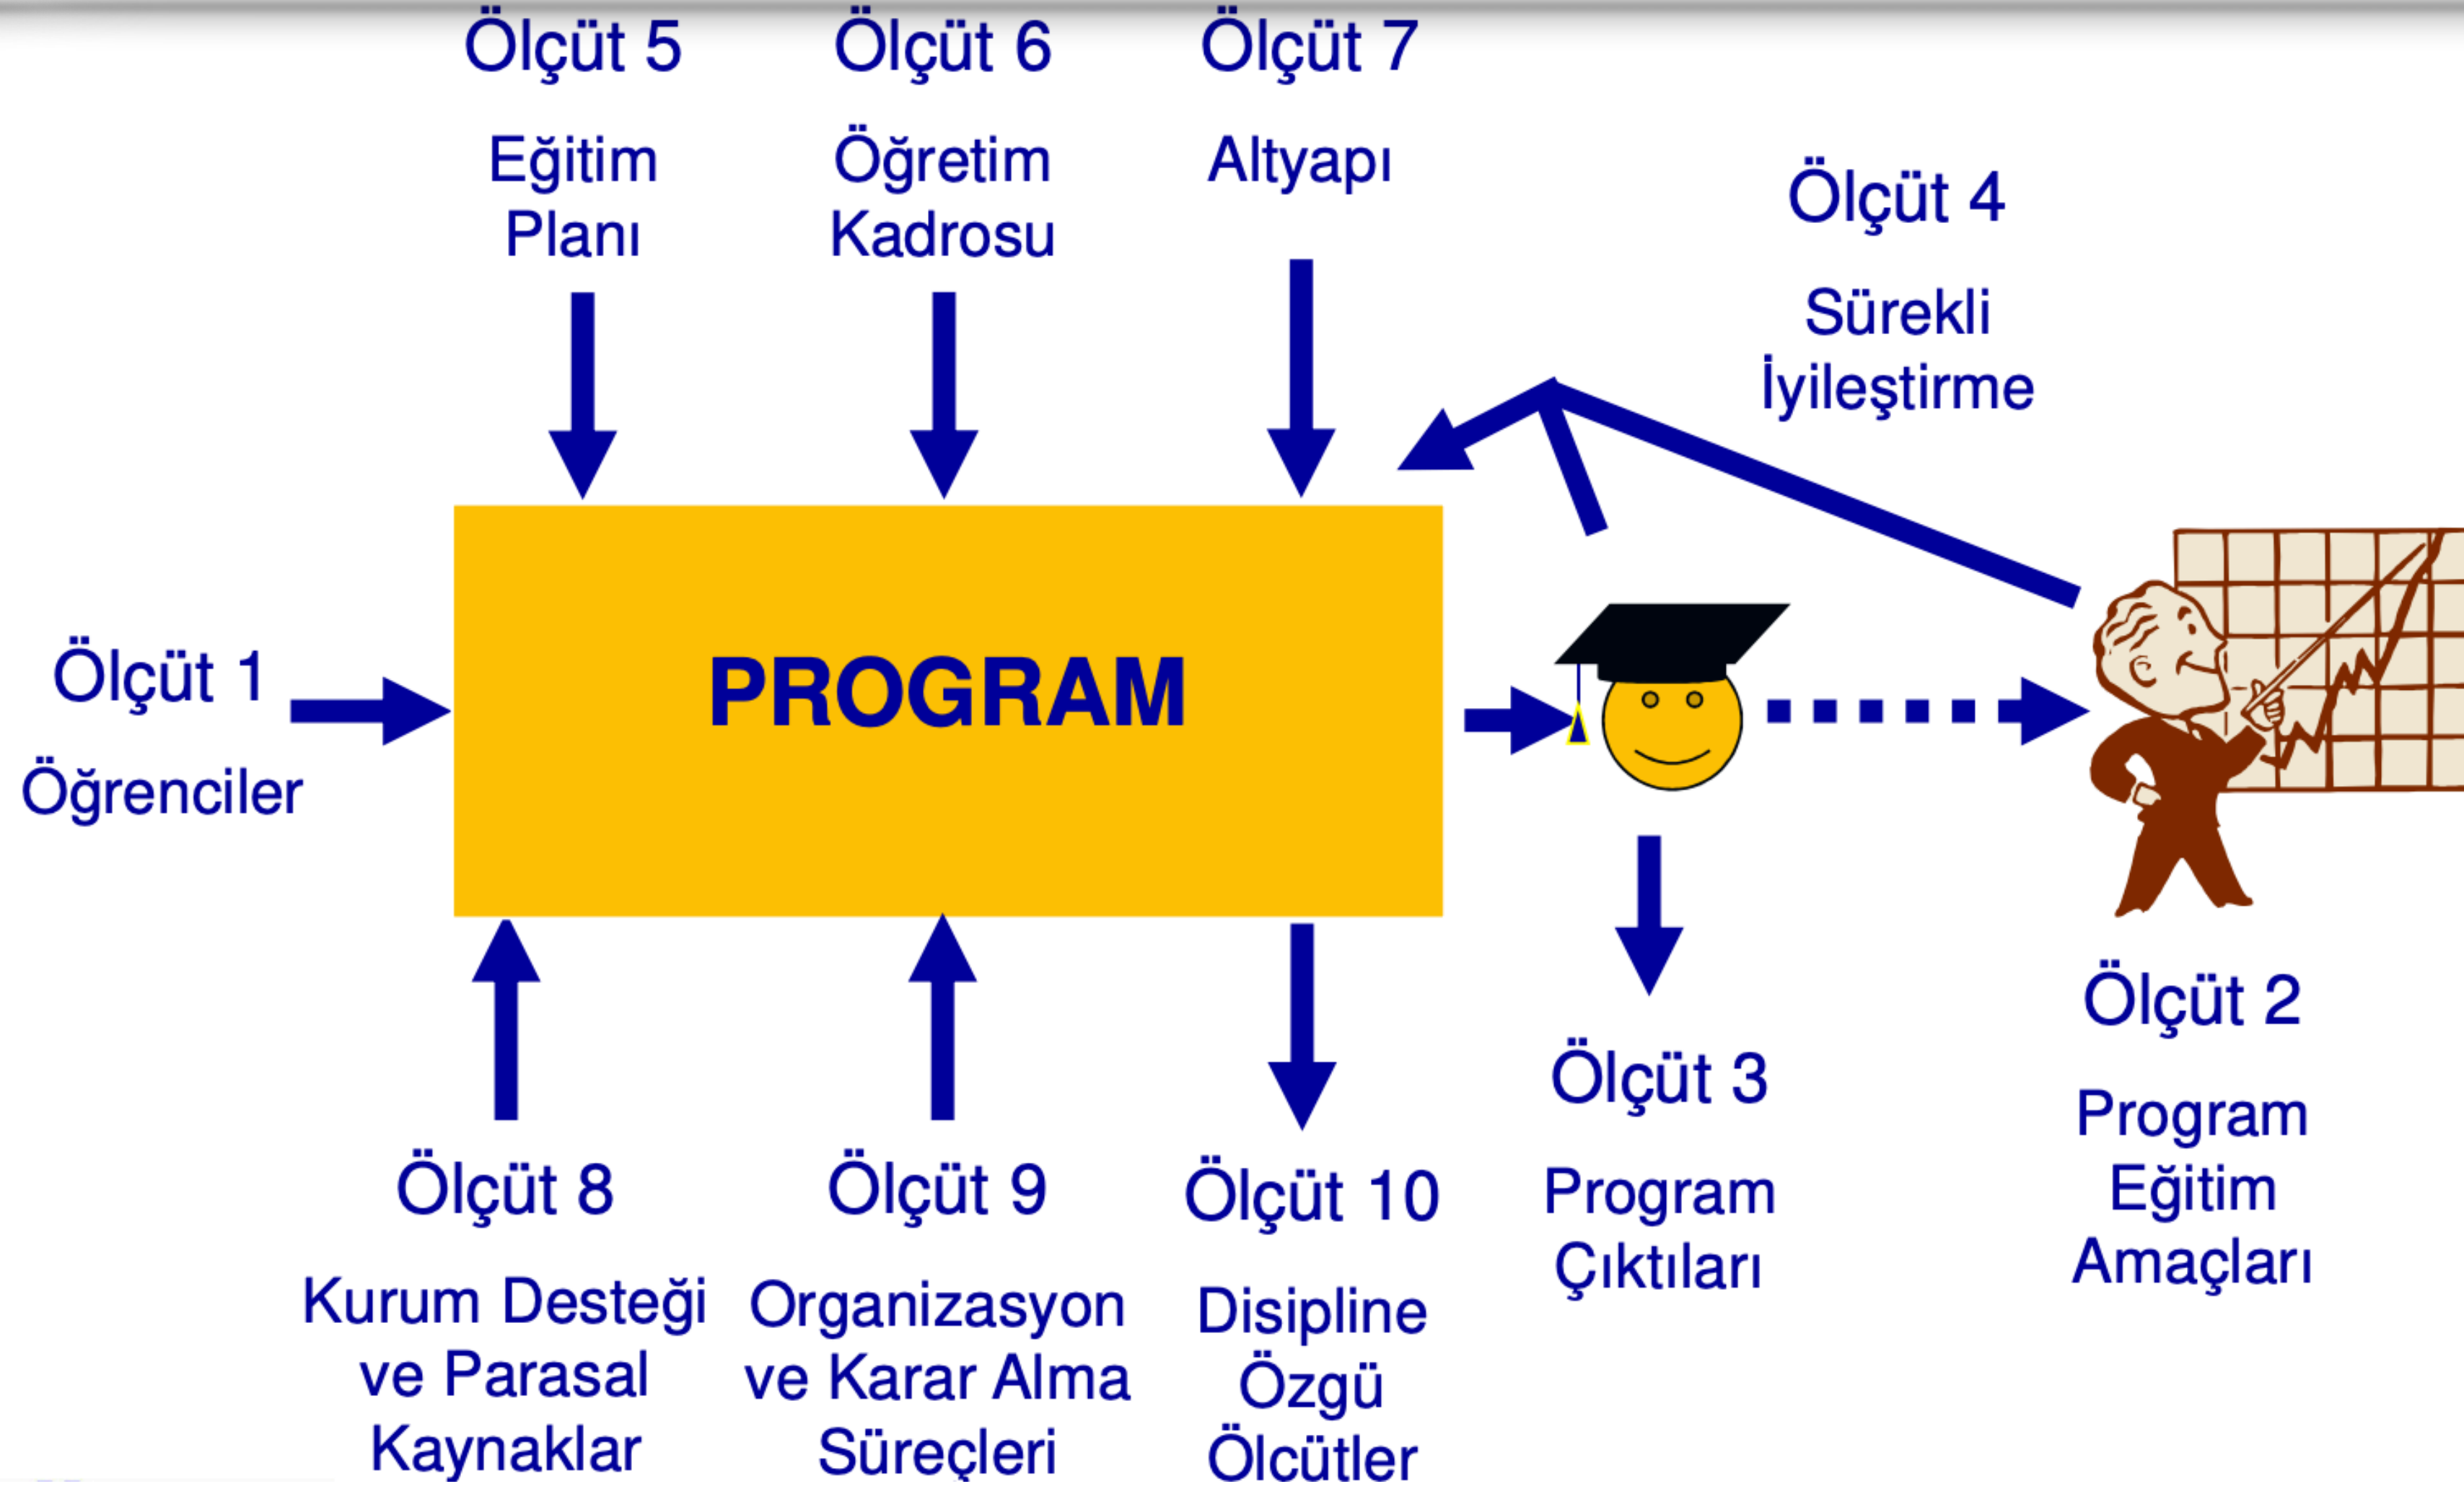 Ölçüt 5
Eğitim
Planı
Ölçüt 6
Öğretim
Kadrosu
Ölçüt 7
Altyapı
Ölçüt 4
Sürekli
İyileştirme
Ölçüt 1
Öğrenciler
PROGRAM
Ölçüt 8
Kurum Desteği
ve Parasal
Kaynaklar
Ölçüt 9
Organizasyon
ve Karar Alma
Süreçleri
Ölçüt 10
Disipline
Özgü
Ölcütler
Ölçüt 3
Program
Çıktıları
Ölçüt 2
Program
Eğitim
Amaçları